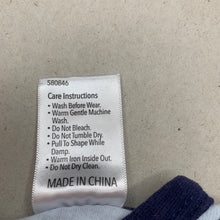 580846
Care Instructions
• Wash Before Wear.
• Warm Gentle Machine
Wash.
• Do Not Bleach.
• Do Not Tumble Dry.
• Pull To Shape While
Damp.
• Warm Iron Inside Out.
• Do Not Dry Clean.
MADE IN CHINA